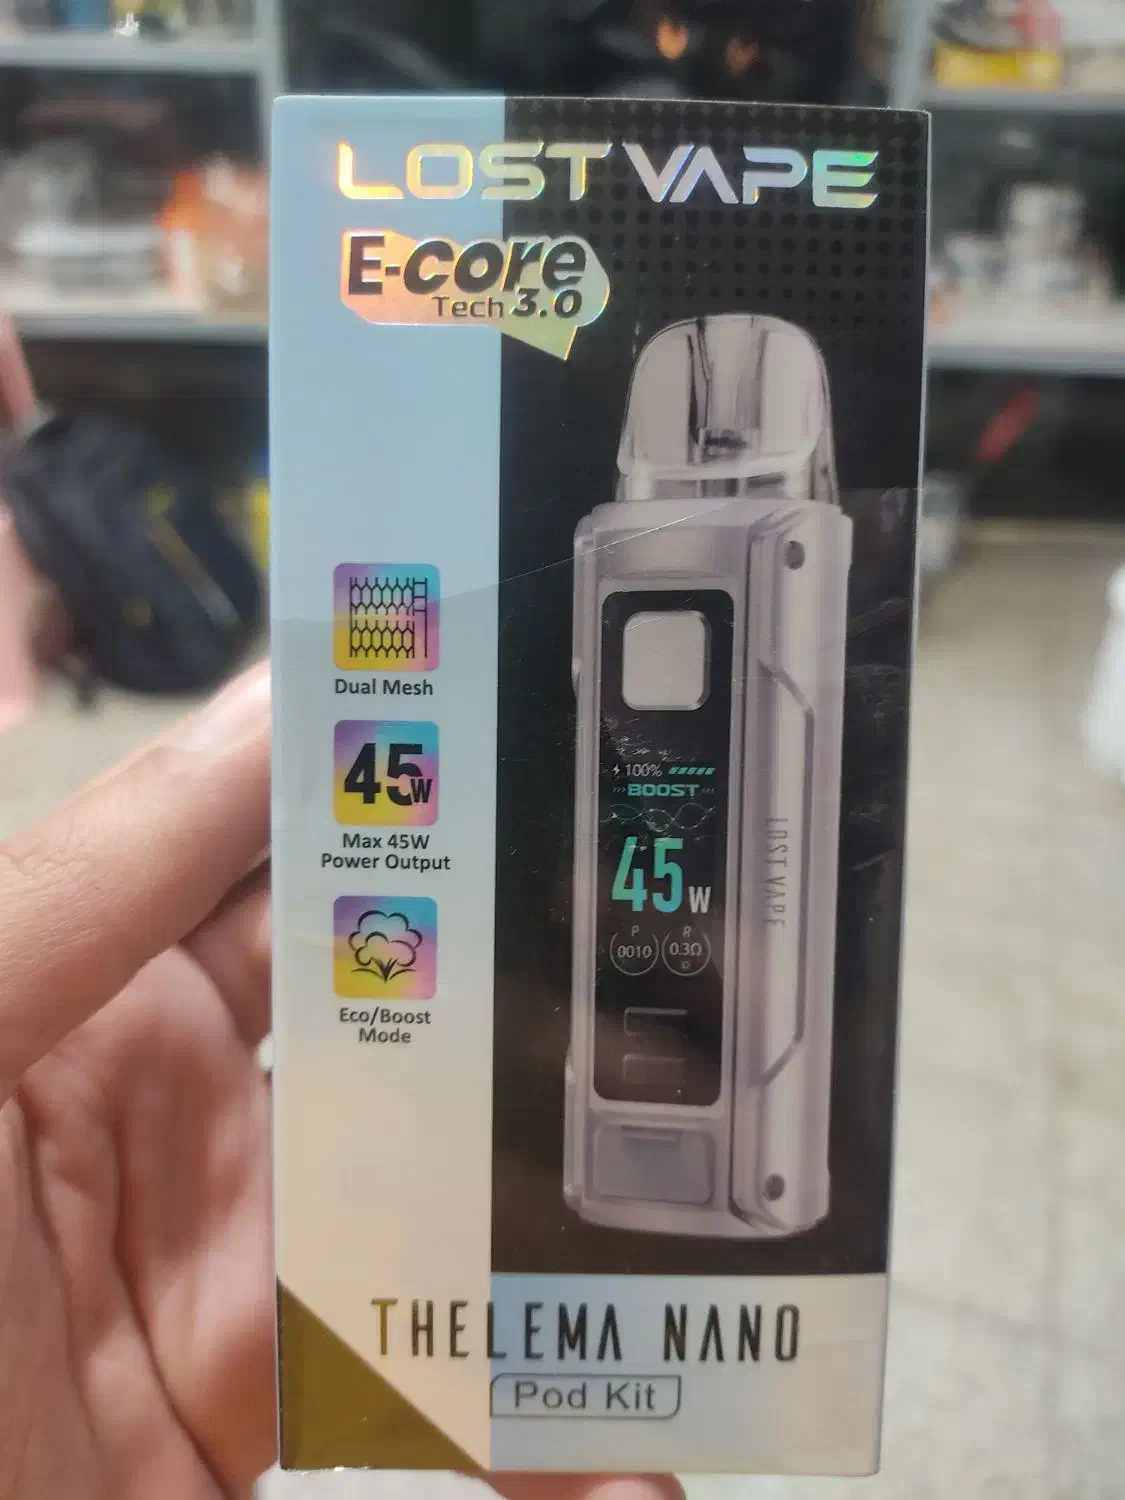 LOST VAPE
E-core
Tech 3.0
Dual Mesh
45W
Max 45W
Power Output
Eco/Boost
Mode
100%
BOOST
45W
P
0010
R
0.3Ω
LOST VAPE
THELEMA NANO
Pod Kit